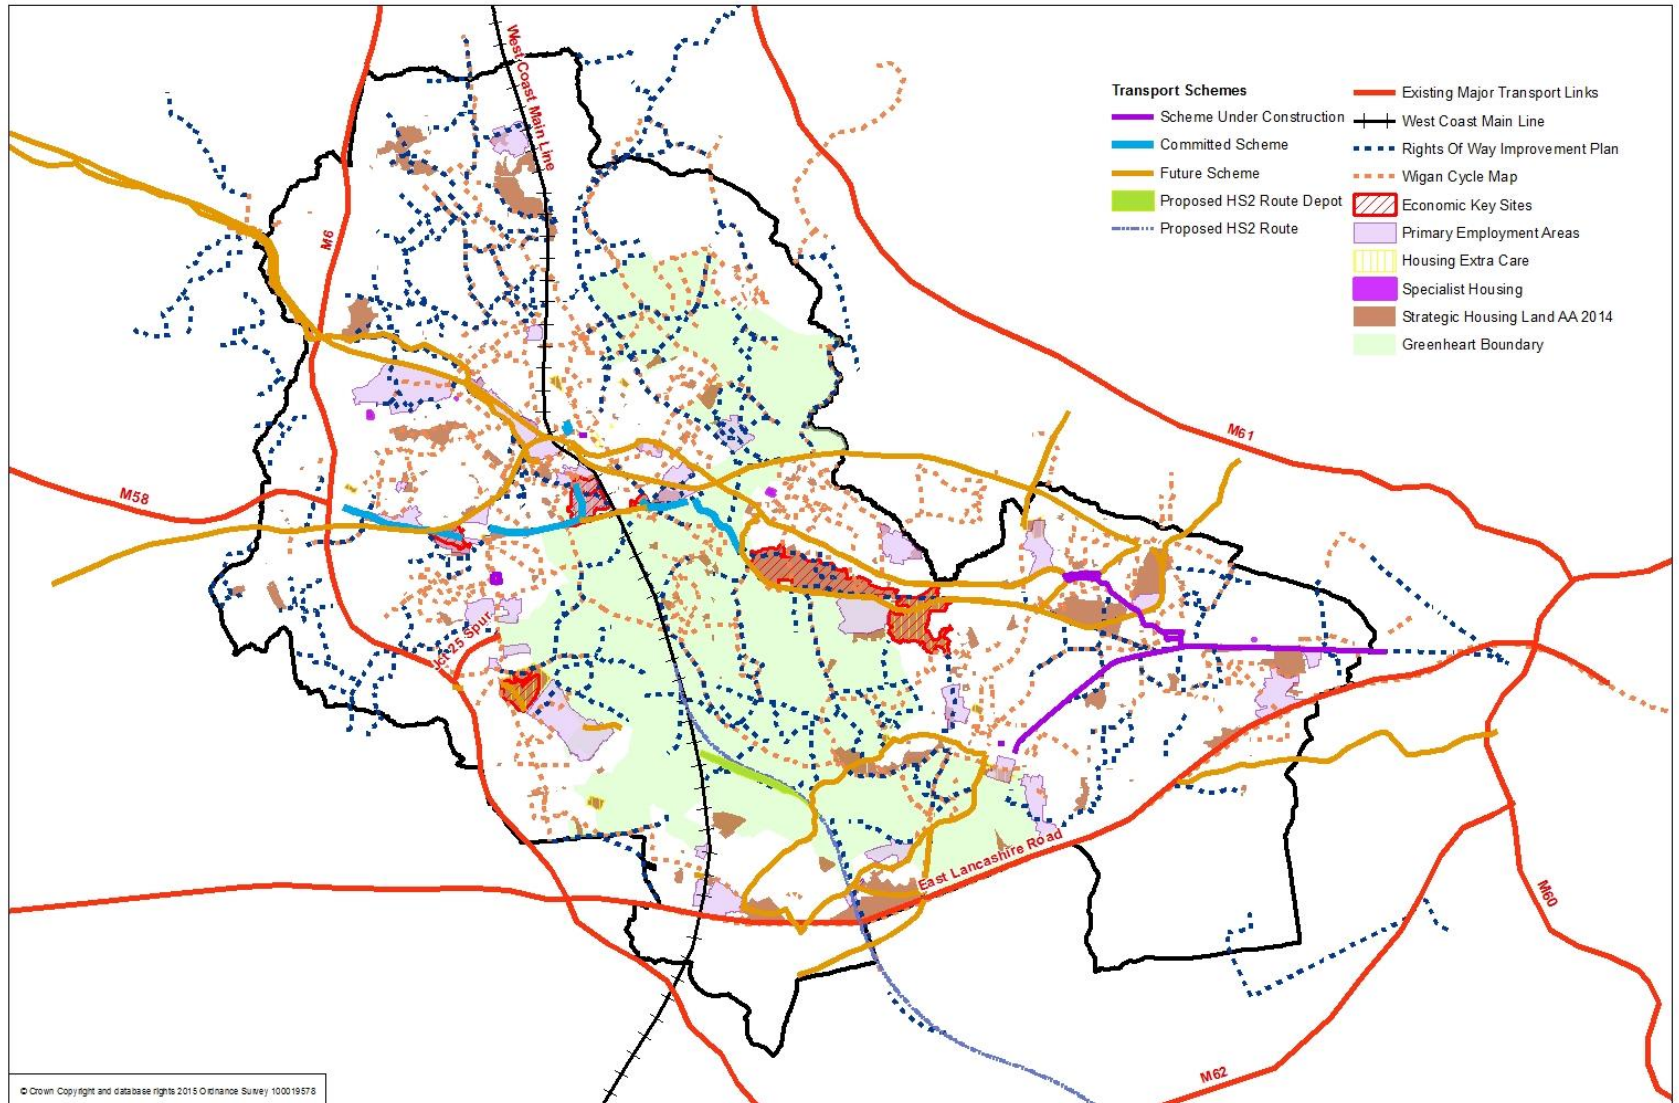 West Coast Main Line
M6
M58
M61
Jct 25 Spur
East Lancashire Road
M60
M62
Transport Schemes
Scheme Under Construction
Committed Scheme
Future Scheme
Proposed HS2 Route Depot
Proposed HS2 Route
Existing Major Transport Links
West Coast Main Line
Rights Of Way Improvement Plan
Wigan Cycle Map
Economic Key Sites
Primary Employment Areas
Housing Extra Care
Specialist Housing
Strategic Housing Land AA 2014
Greenheart Boundary
© Crown Copyright and database rights 2015 Ordnance Survey 100019578